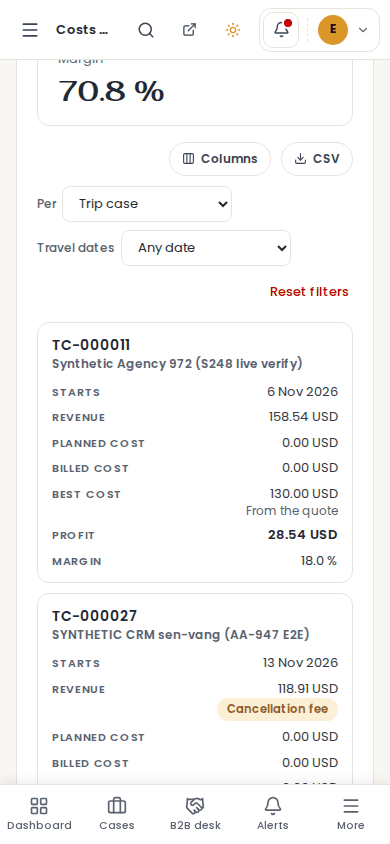 Costs ...
E
Margin
70.8 %
Columns
CSV
Per
Trip case
Travel dates
Any date
Reset filters
TC-000011
Synthetic Agency 972 (S248 live verify)
STARTS
6 Nov 2026
REVENUE
158.54 USD
PLANNED COST
0.00 USD
BILLED COST
0.00 USD
BEST COST
130.00 USD
From the quote
PROFIT
28.54 USD
MARGIN
18.0 %
TC-000027
SYNTHETIC CRM sen-vang (AA-947 E2E)
STARTS
13 Nov 2026
REVENUE
118.91 USD
Cancellation fee
PLANNED COST
0.00 USD
BILLED COST
0.00 USD
Dashboard
Cases
B2B desk
Alerts
More